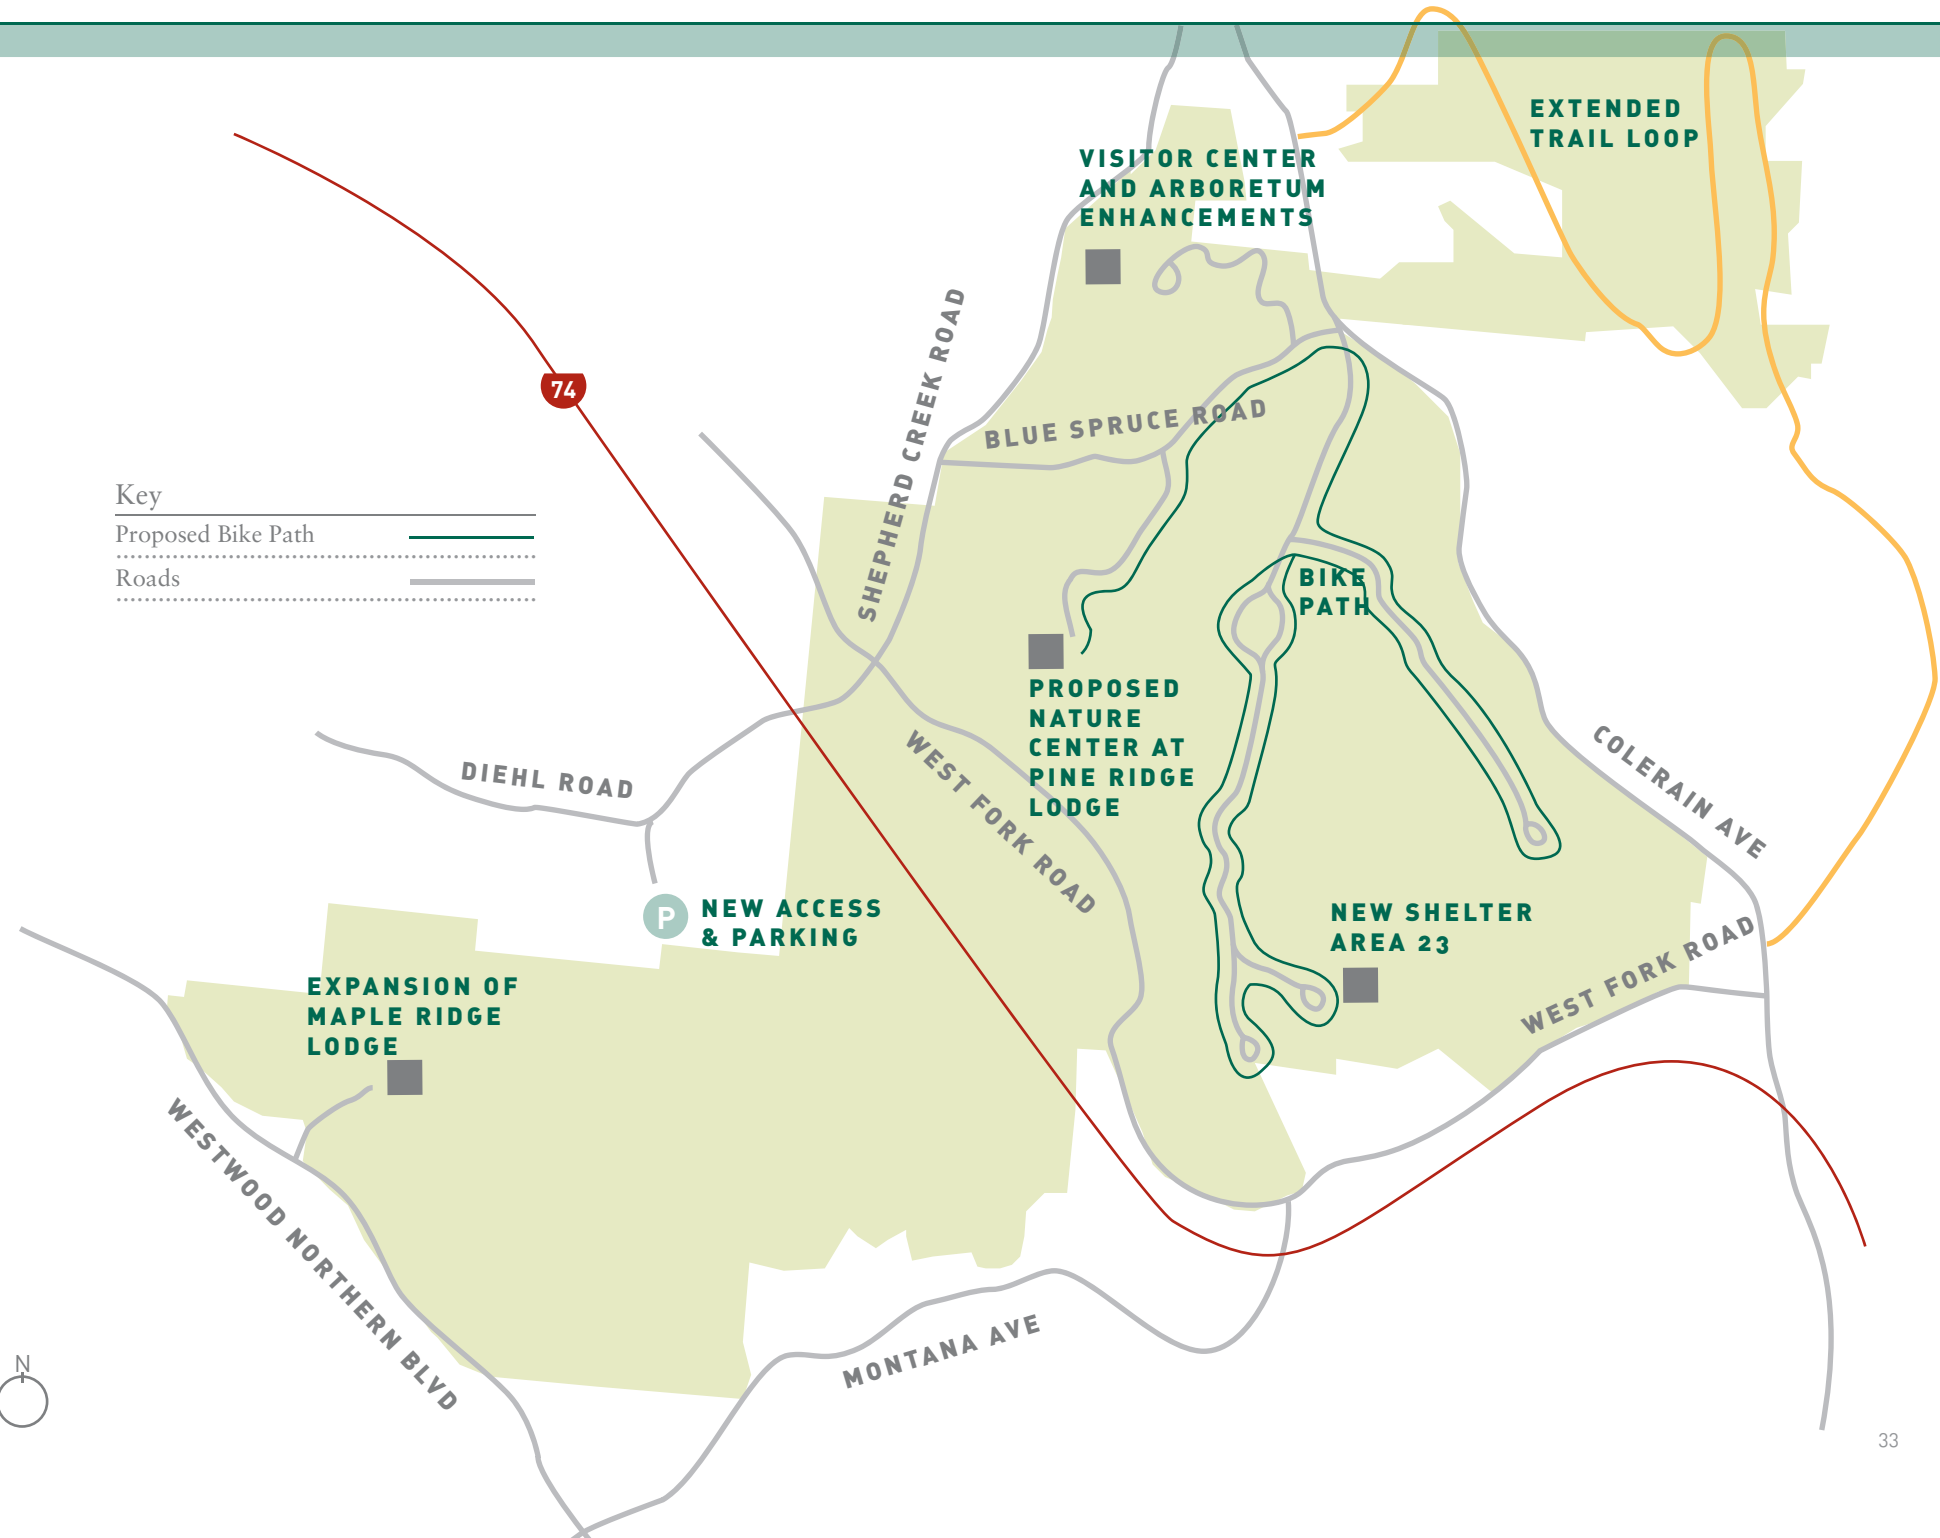 EXTENDED
TRAIL LOOP
VISITOR CENTER
AND ARBORETUM
ENHANCEMENTS
SHEPHERD CREEK ROAD
74
BLUE SPRUCE ROAD
Key
Proposed Bike Path
Roads
BIKE
PATH
PROPOSED
NATURE
CENTER AT
PINE RIDGE
LODGE
DIEHL ROAD
WEST FORK ROAD
COLERAIN AVE
P
NEW ACCESS
& PARKING
NEW SHELTER
AREA 23
WEST FORK ROAD
EXPANSION OF
MAPLE RIDGE
LODGE
WESTWOOD NORTHERN BLVD
MONTANA AVE
N
33